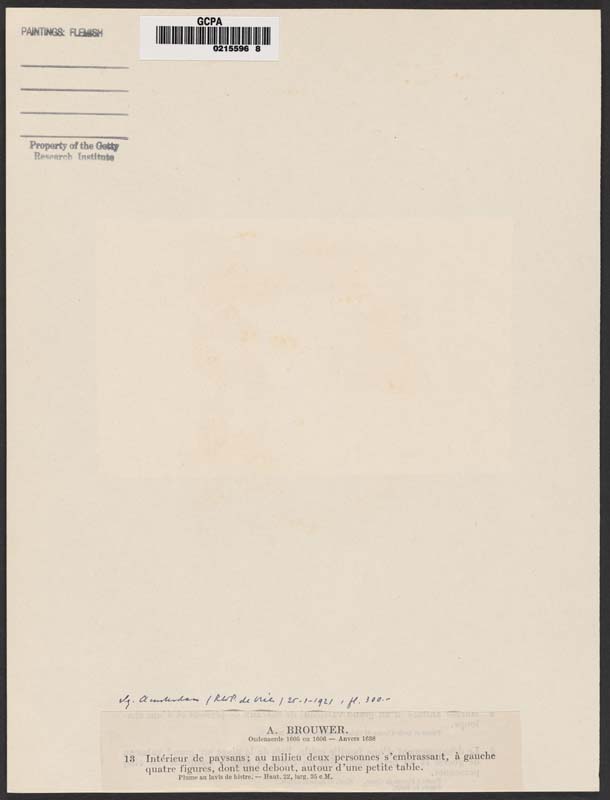 PAINTINGS: FLEMISH
GCPA
0215596 8
Property of the Getty
Research Institute
Vg. Amsterdam (R.W.P. de Vries) 25-1-1921, fl. 300.-
A. BROUWER.
Oudenaerde 1605 ou 1606 — Anvers 1638
13 Intérieur de paysans; au milieu deux personnes s'embrassant, à gauche
quatre figures, dont une debout, autour d'une petite table.
Plume au lavis de bistre. — Haut. 22, larg. 35 c.M.